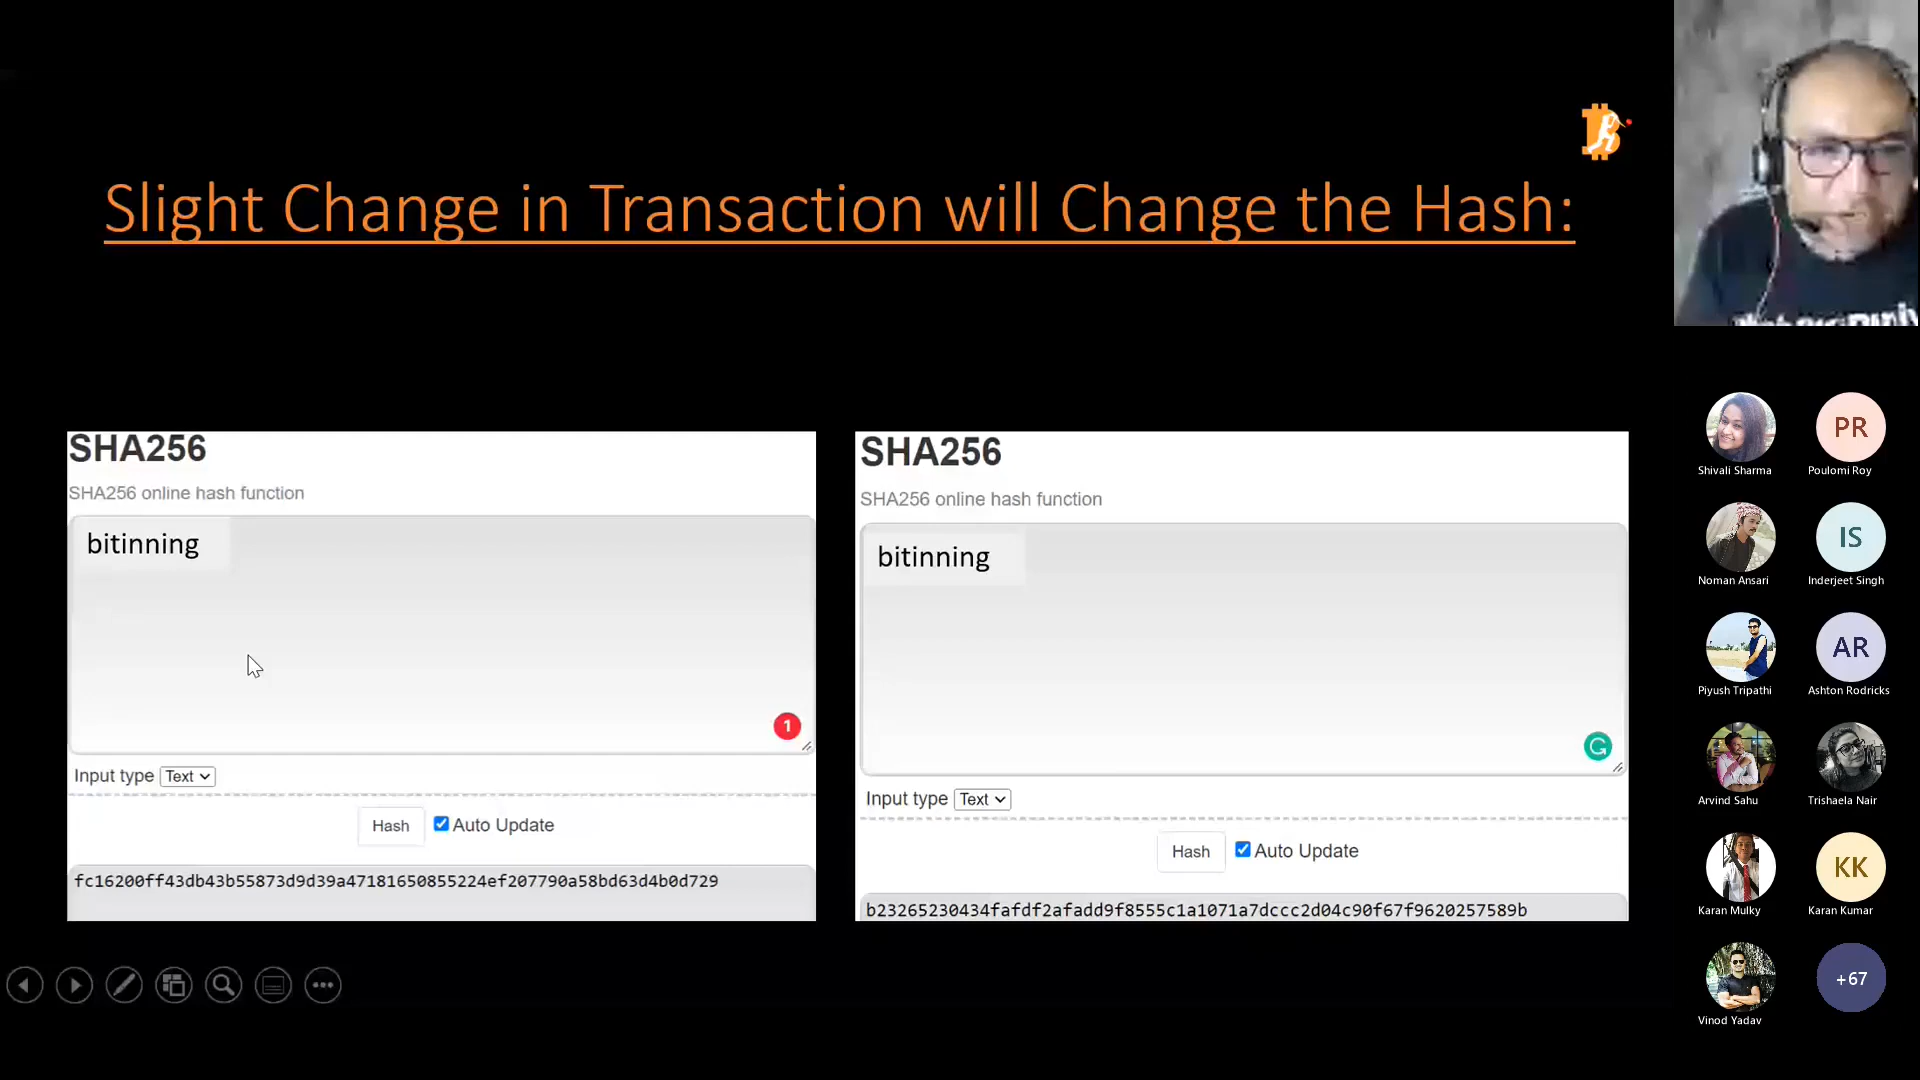 Slight Change in Transaction will Change the Hash:
SHA256
SHA256 online hash function
bitinning
1
Input type Text
Hash Auto Update
fc16200ff43db43b55873d9d39a47181650855224ef207790a58bd63d4b0d729
SHA256
SHA256 online hash function
bitinning
Input type Text
Hash Auto Update
b23265230434fafdf2afadd9f8555c1a1071a7dccc2d04c90f67f9620257589b
PR
Shivali Sharma Poulomi Roy
IS
Noman Ansari Inderjeet Singh
AR
Piyush Tripathi Ashton Rodricks
Arvind Sahu Trishaela Nair
KK
Karan Mulky Karan Kumar
+67
Vinod Yadav